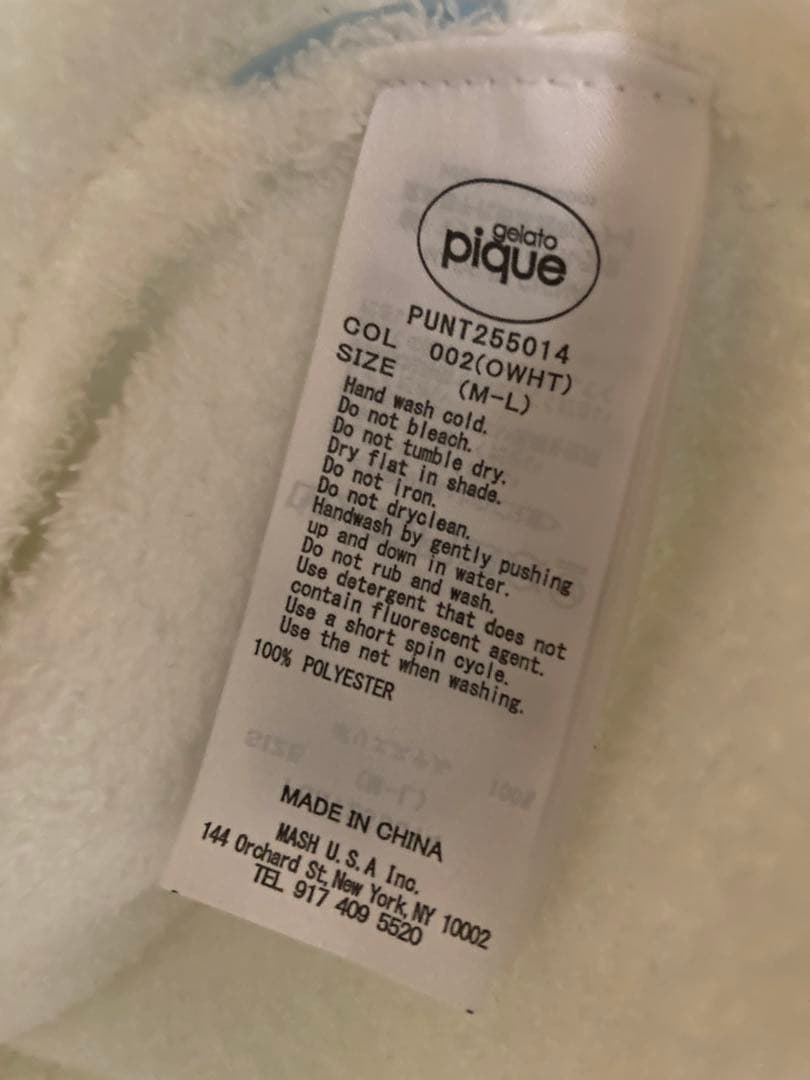 gelato
pique
PUNT255014
COL 002(OWHT)
SIZE (M-L)
Hand wash cold.
Do not bleach.
Do not tumble dry.
Dry flat in shade.
Do not iron.
Do not dryclean.
Handwash by gently pushing
up and down in water.
Do not rub and wash.
Use detergent that does not
contain fluorescent agent.
Use a short spin cycle.
Use the net when washing.
100% POLYESTER
MADE IN CHINA
MASH U.S.A Inc.
144 Orchard St, New York, NY 10002
TEL 917 409 5520